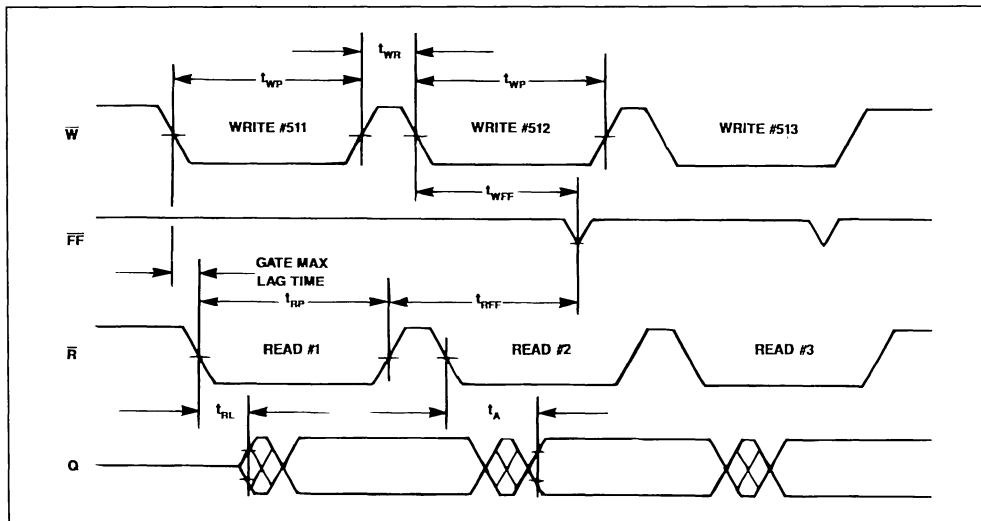 t_WR
t_WP t_WP
W̅ WRITE #511 WRITE #512 WRITE #513
t_WFF
F̅F̅
GATE MAX
LAG TIME
t_RP t_RFF
R̅ READ #1 READ #2 READ #3
t_RL t_A
Q